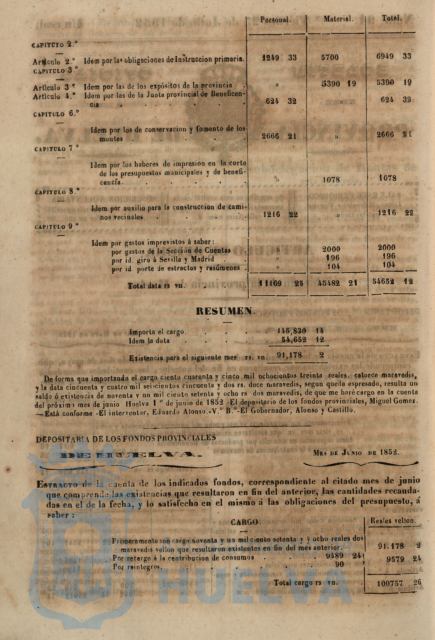 Personal. Material. Total.
CAPITULO 2.º
Artículo 2.º Idem por las obligaciones de Instruccion primaria. 1249 33 5700 6949 33
CAPITULO 3.º
Artículo 3.º Idem por las de los expósitos de la provincia . » 5390 19 5390 19
Artículo 4.º Idem por los de la Junta provincial de Beneficen-
cia 624 32 » 624 32
CAPITULO 6.º
Idem por los de conservacion y fomento de los
montes 2666 21 » 2666 21
CAPITULO 7.º
Idem por los haberes de impresion en la corte
de los presupuestos municipales y de benefi-
cencia. » 1078 1078
CAPITULO 8.º
Idem por auxilio para la construccion de cami-
nos vecinales 1216 22 » 1216 22
CAPITULO 9.º
Idem por gastos imprevistos á saber:
por gastos de la Seccion de Cuentas » 2000 2000
por id. giro á Sevilla y Madrid » 196 196
por id. porte de estractos y resúmenes » 104 104
Total data rs vn. 11169 25 43482 21 54652 12
RESUMEN.
Importa el cargo 145,830 14
Idem la data 54,652 12
Existencia para el siguiente mes rs. vn. 91,178 2
De forma que importando el cargo ciento cuarenta y cinco mil ochocientos treinta reales, catorce maravedís,
y la data cincuenta y cuatro mil seiscientos cincuenta y dos rs. doce maravedís, segun queda espresado, resulta un
saldo ó existencia de noventa y un mil ciento setenta y ocho rs dos maravedís, de que me haré cargo en la cuenta
del próximo mes de junio Huelva 1.º de junio de 1852 -El depositario de los fondos provinciales, Miguel Gomez.
—Está conforme -El interventor, Eduardo Alonso.-V.º B.º-El Gobernador, Alonso y Castillo.
DEPOSITARIA DE LOS FONDOS PROVINCIALES
DE HUELVA. MES DE JUNIO DE 1852.
ESTRACTO de la cuenta de los indicados fondos, correspondiente al citado mes de junio
que comprende las existencias que resultaron en fin del anterior, las cantidades recauda-
das en el de la fecha, y lo satisfecho en el mismo á las obligaciones del presupuesto, á
saber:
CARGO. Reales vellon.
Primeramente son cargo noventa y un mil ciento setenta y ocho reales dos
maravedís vellon que resultaron existentes en fin del mes anterior. 91.178 2
Por recargo á la contribucion de consumos 9489 24
Por reintegros. 90 9579 24
Total cargo rs vn. 100757 26
HUELVA